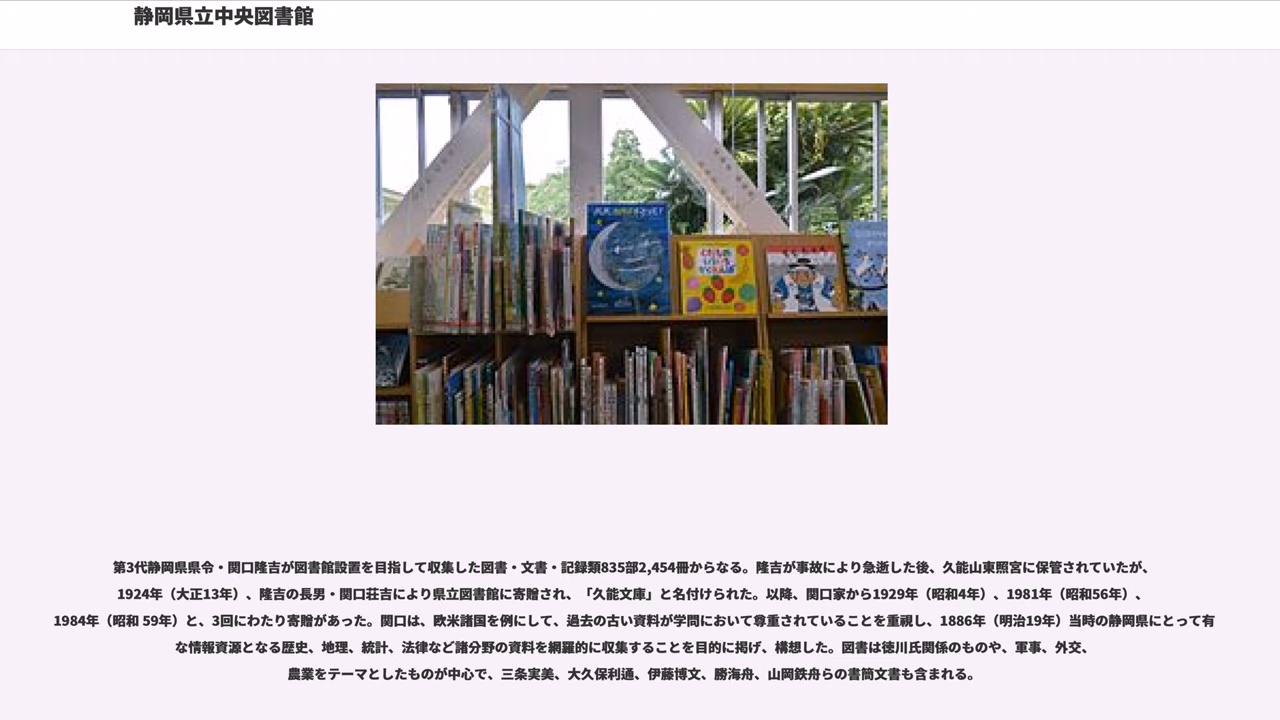 静岡県立中央図書館
第3代静岡県県令・関口隆吉が図書館設置を目指して収集した図書・文書・記録類835部2,454冊からなる。隆吉が事故により急逝した後、久能山東照宮に保管されていたが、
1924年（大正13年）、隆吉の長男・関口荘吉により県立図書館に寄贈され、「久能文庫」と名付けられた。以降、関口家から1929年（昭和4年）、1981年（昭和56年）、
1984年（昭和 59年）と、3回にわたり寄贈があった。関口は、欧米諸国を例にして、過去の古い資料が学問において尊重されていることを重視し、1886年（明治19年）当時の静岡県にとって有
な情報資源となる歴史、地理、統計、法律など諸分野の資料を網羅的に収集することを目的に掲げ、構想した。図書は徳川氏関係のものや、軍事、外交、
農業をテーマとしたものが中心で、三条実美、大久保利通、伊藤博文、勝海舟、山岡鉄舟らの書簡文書も含まれる。